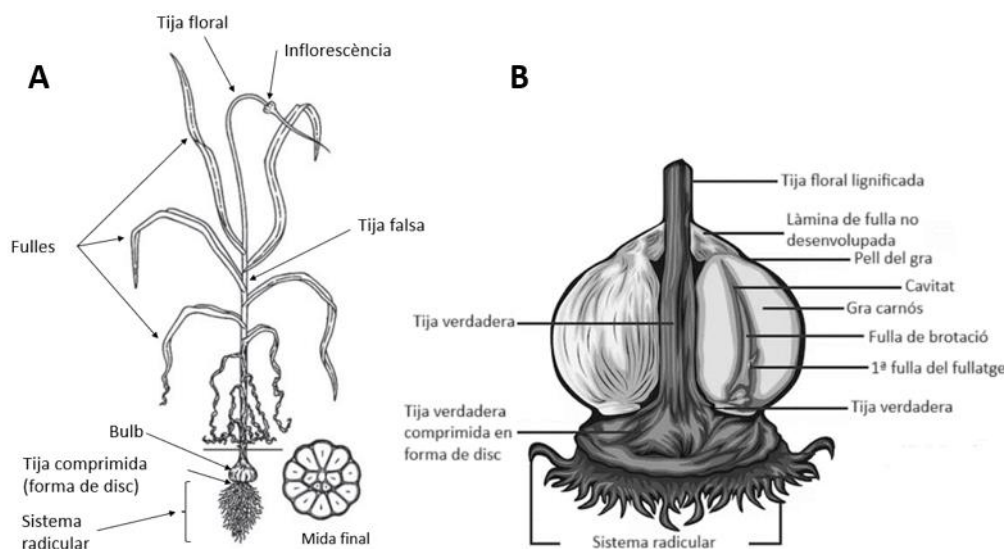 A
Tija floral
Inflorescència
Fulles
Tija falsa
Bulb
Tija comprimida
(forma de disc)
Sistema
radicular
Mida final
B
Tija floral lignificada
Làmina de fulla no
desenvolupada
Pell del gra
Cavitat
Gra carnós
Fulla de brotació
1ª fulla del fullatge
Tija verdadera
Tija verdadera
Tija verdadera
comprimida en
forma de disc
Sistema radicular